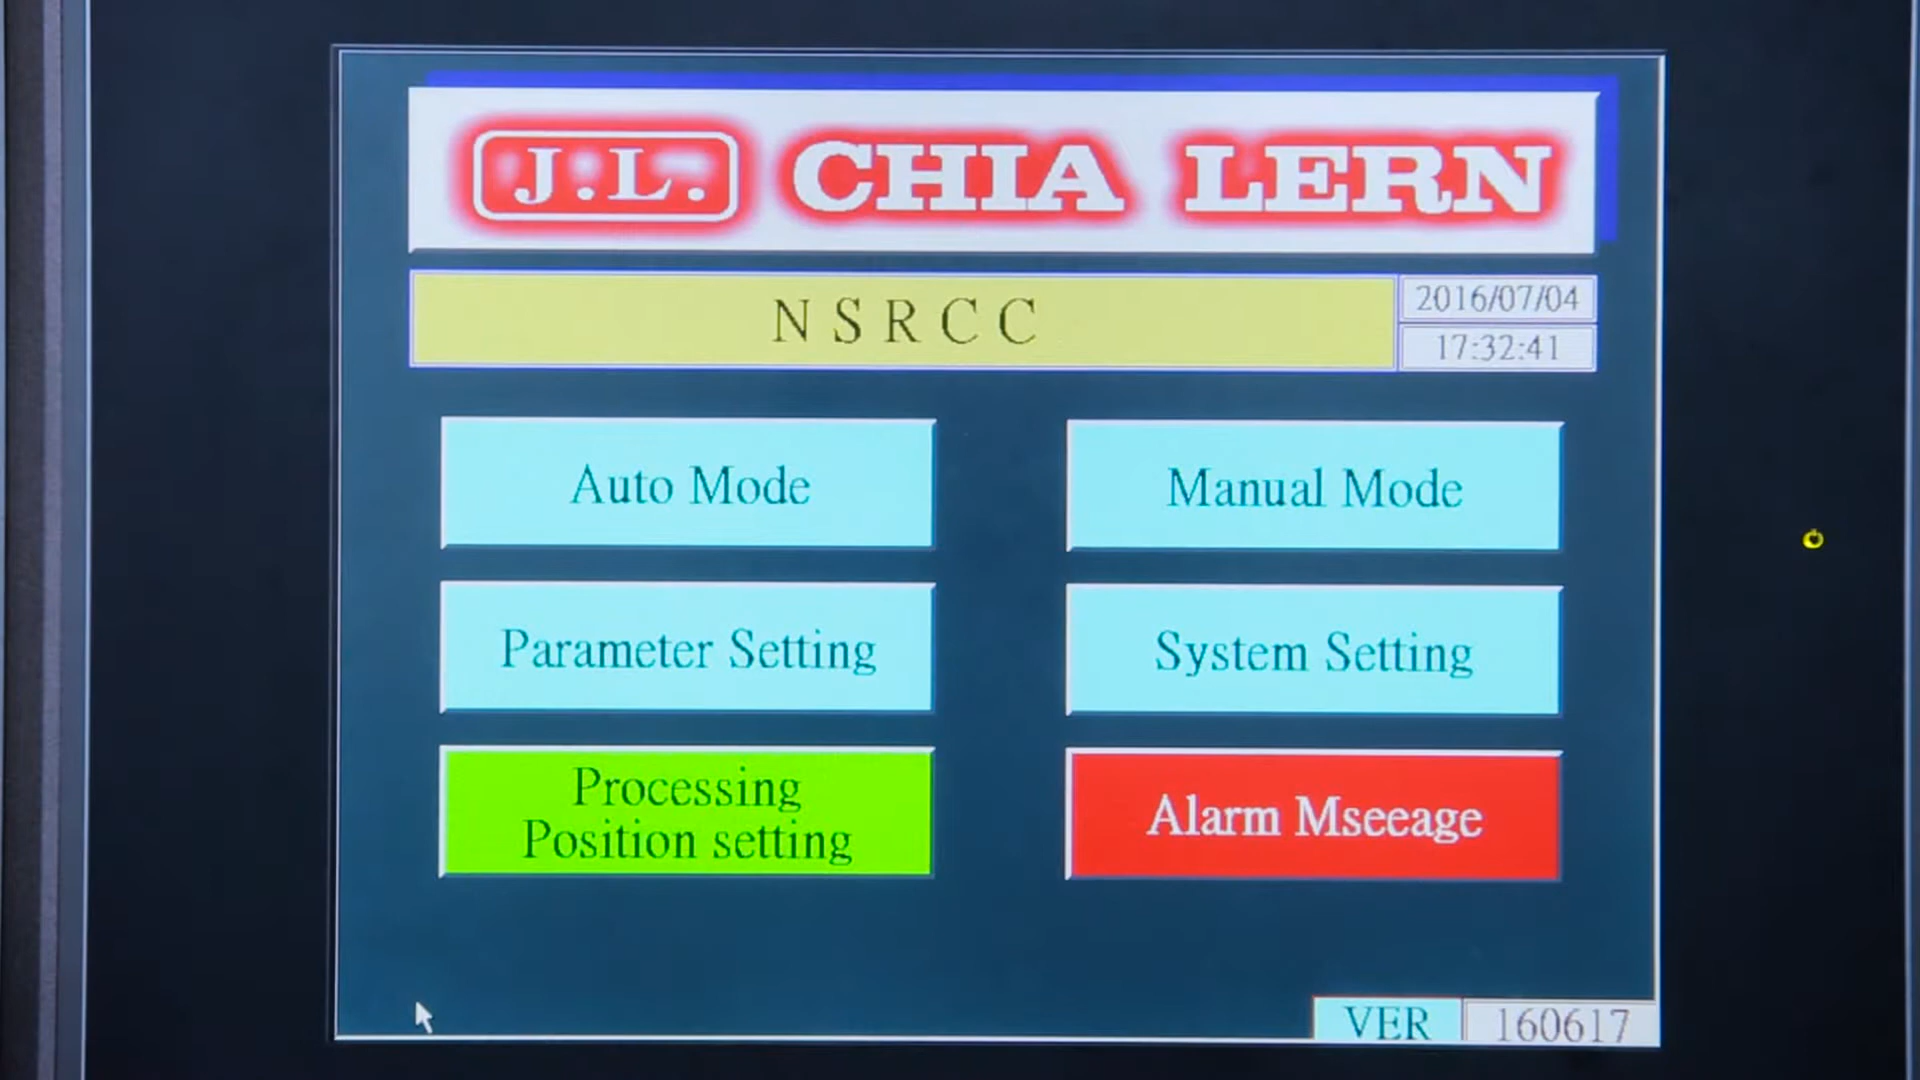 J.L. CHIA LERN
NSRCC
2016/07/04
17:32:41
Auto Mode
Manual Mode
Parameter Setting
System Setting
Processing
Position setting
Alarm Mseeage
VER 160617